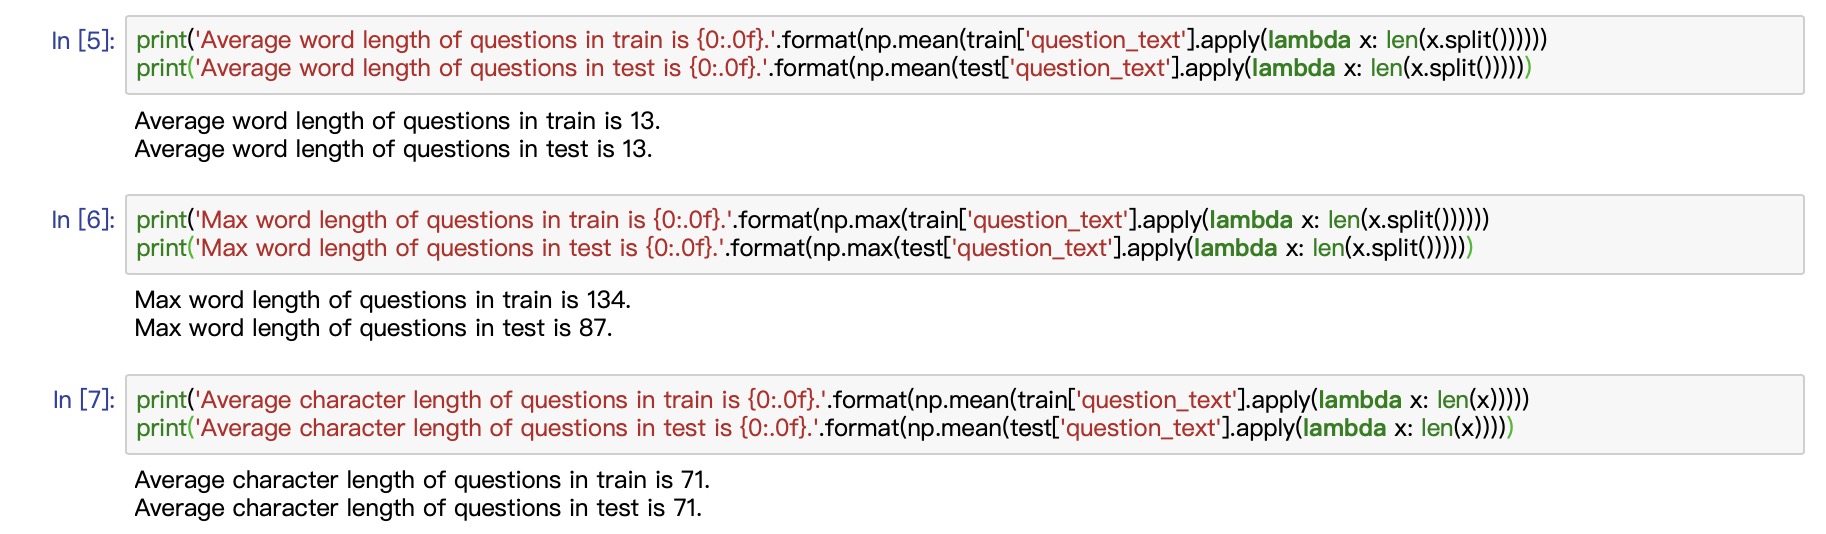 In [5]: print('Average word length of questions in train is {0:.0f}.'.format(np.mean(train['question_text'].apply(lambda x: len(x.split())))))
print('Average word length of questions in test is {0:.0f}.'.format(np.mean(test['question_text'].apply(lambda x: len(x.split())))))
Average word length of questions in train is 13.
Average word length of questions in test is 13.
In [6]: print('Max word length of questions in train is {0:.0f}.'.format(np.max(train['question_text'].apply(lambda x: len(x.split())))))
print('Max word length of questions in test is {0:.0f}.'.format(np.max(test['question_text'].apply(lambda x: len(x.split())))))
Max word length of questions in train is 134.
Max word length of questions in test is 87.
In [7]: print('Average character length of questions in train is {0:.0f}.'.format(np.mean(train['question_text'].apply(lambda x: len(x)))))
print('Average character length of questions in test is {0:.0f}.'.format(np.mean(test['question_text'].apply(lambda x: len(x)))))
Average character length of questions in train is 71.
Average character length of questions in test is 71.